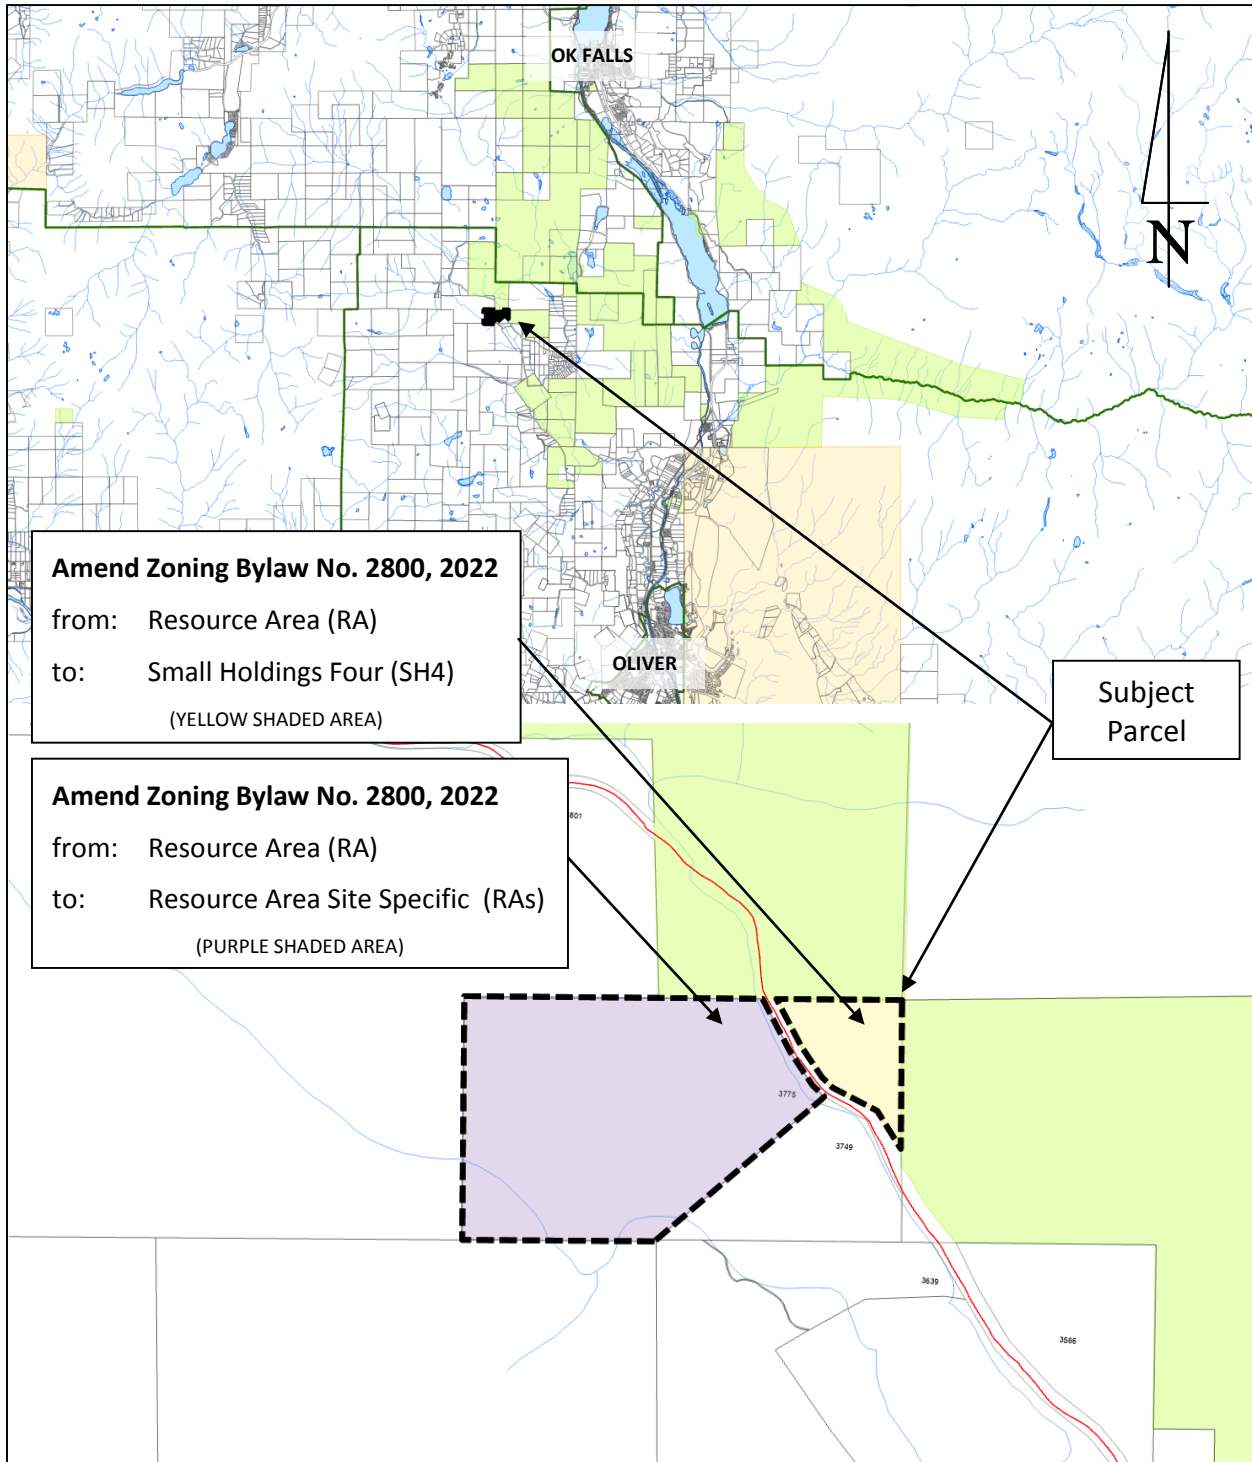 OK FALLS
N
Amend Zoning Bylaw No. 2800, 2022
from: Resource Area (RA)
to: Small Holdings Four (SH4)
(YELLOW SHADED AREA)
OLIVER
Subject
Parcel
Amend Zoning Bylaw No. 2800, 2022
from: Resource Area (RA)
to: Resource Area Site Specific (RAs)
(PURPLE SHADED AREA)
3775
3749
3639
3566